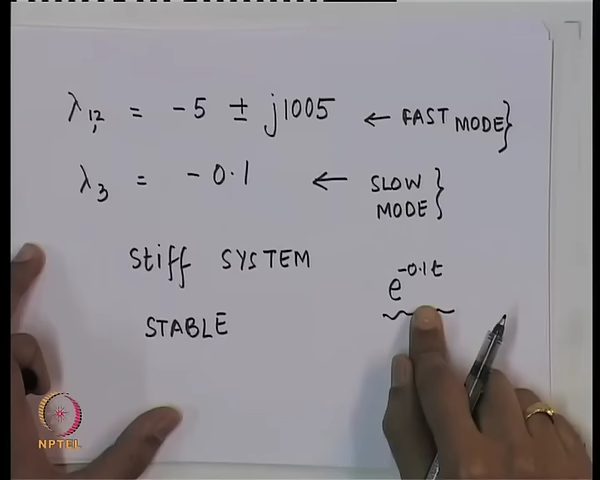 λ1,2 = -5 ± j1005 ← FAST MODE}
λ3 = -0.1 ← SLOW MODE}
Stiff SYSTEM
e^-0.1t
STABLE
NPTEL